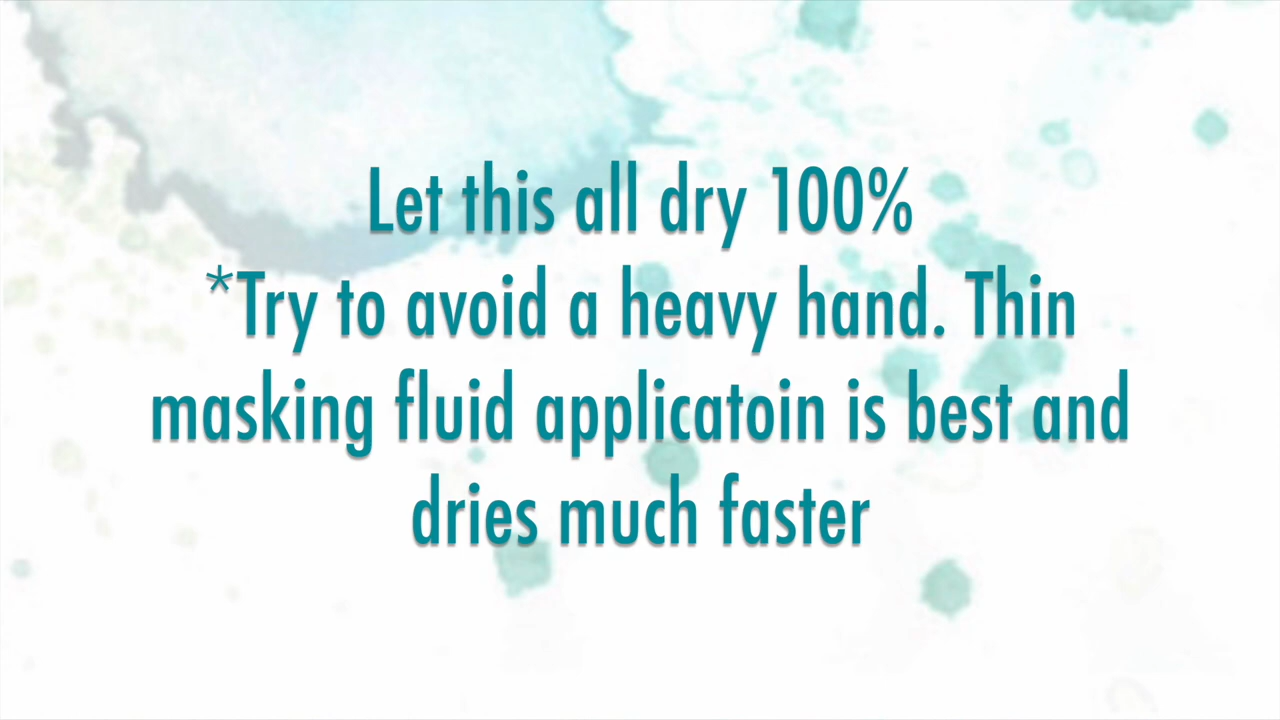 Let this all dry 100%
*Try to avoid a heavy hand. Thin
masking fluid applicatoin is best and
dries much faster